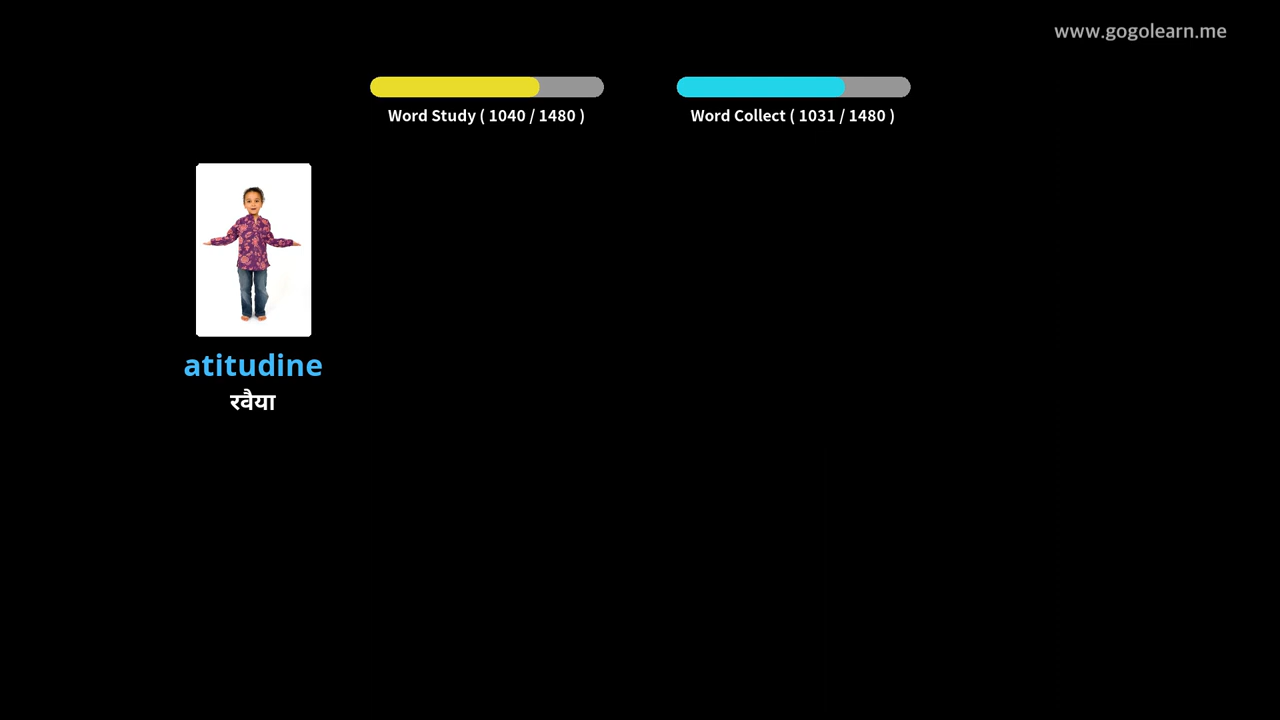 www.gogolearn.me
Word Study ( 1040 / 1480 )
Word Collect ( 1031 / 1480 )
atitudine
रवैया